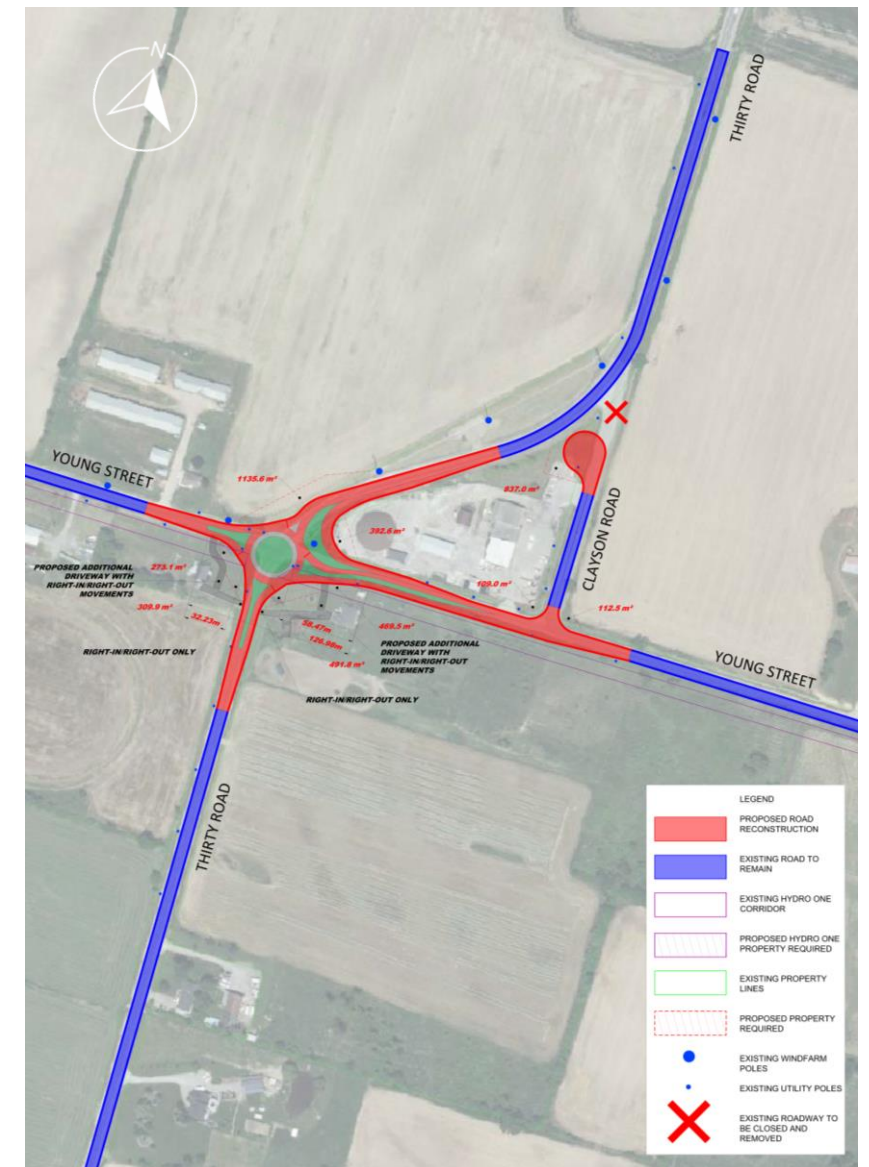 N
THIRTY ROAD
YOUNG STREET
1135.6 m²
392.6 m²
837.0 m²
CLAYSON ROAD
PROPOSED ADDITIONAL
DRIVEWAY WITH
RIGHT-IN/RIGHT-OUT
MOVEMENTS
273.1 m²
109.0 m²
309.9 m²
32.23m
58.47m
126.98m
469.5 m²
112.5 m²
RIGHT-IN/RIGHT-OUT ONLY
491.8 m²
PROPOSED ADDITIONAL
DRIVEWAY WITH
RIGHT-IN/RIGHT-OUT
MOVEMENTS
YOUNG STREET
RIGHT-IN/RIGHT-OUT ONLY
THIRTY ROAD
LEGEND
PROPOSED ROAD
RECONSTRUCTION
EXISTING ROAD TO
REMAIN
EXISTING HYDRO ONE
CORRIDOR
PROPOSED HYDRO ONE
PROPERTY REQUIRED
EXISTING PROPERTY
LINES
PROPOSED PROPERTY
REQUIRED
EXISTING WINDFARM
POLES
EXISTING UTILITY POLES
EXISTING ROADWAY TO
BE CLOSED AND
REMOVED